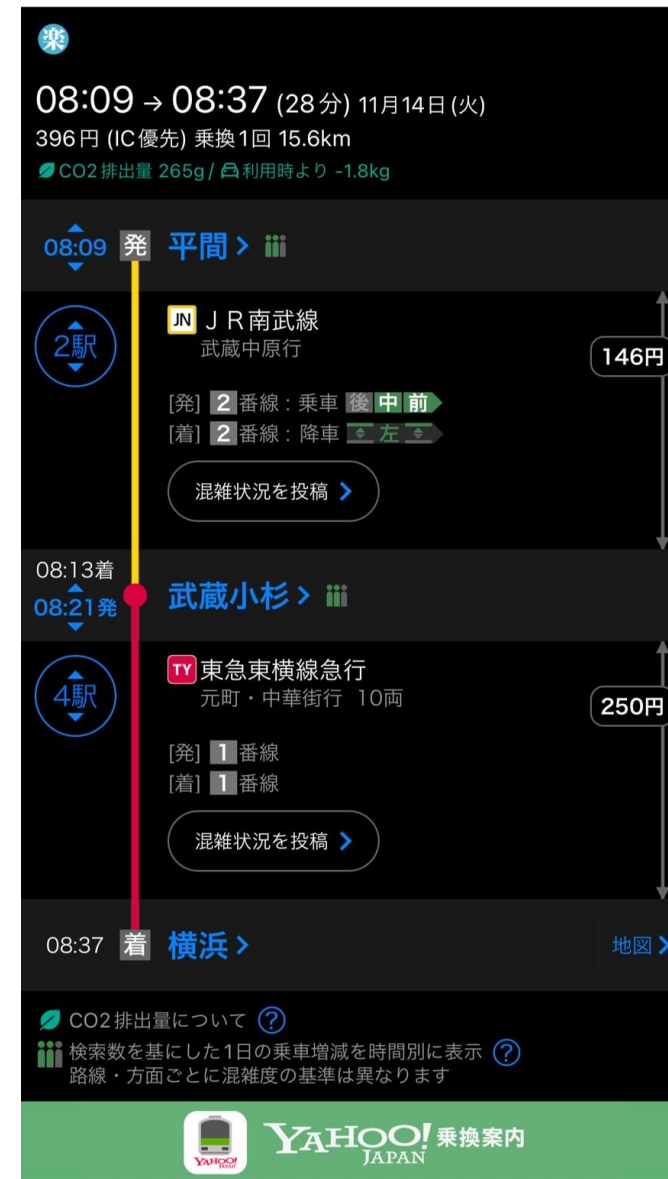 楽
08:09 → 08:37 (28分) 11月14日(火)
396円 (IC優先) 乗換1回 15.6km
CO2排出量 265g / 利用時より -1.8kg
08:09 発 平間 >
2駅
JN ＪＲ南武線
武蔵中原行
146円
[発] 2 番線 : 乗車 後 中 前
[着] 2 番線 : 降車 左
混雑状況を投稿 >
08:13着
08:21発
武蔵小杉 >
4駅
TY 東急東横線急行
元町・中華街行 10両
250円
[発] 1 番線
[着] 1 番線
混雑状況を投稿 >
08:37 着 横浜 >
地図 >
CO2排出量について ?
検索数を基にした1日の乗車増減を時間別に表示 ?
路線・方面ごとに混雑度の基準は異なります
YAHOO! JAPAN
YAHOO! JAPAN 乗換案内